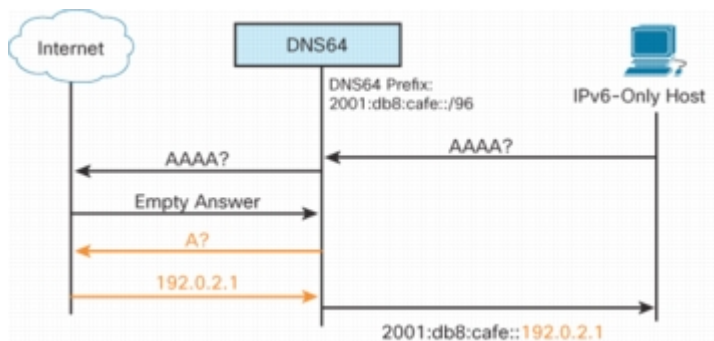 Internet
DNS64
DNS64 Prefix:
2001:db8:cafe::/96
IPv6-Only Host
AAAA?
AAAA?
Empty Answer
A?
192.0.2.1
2001:db8:cafe::192.0.2.1